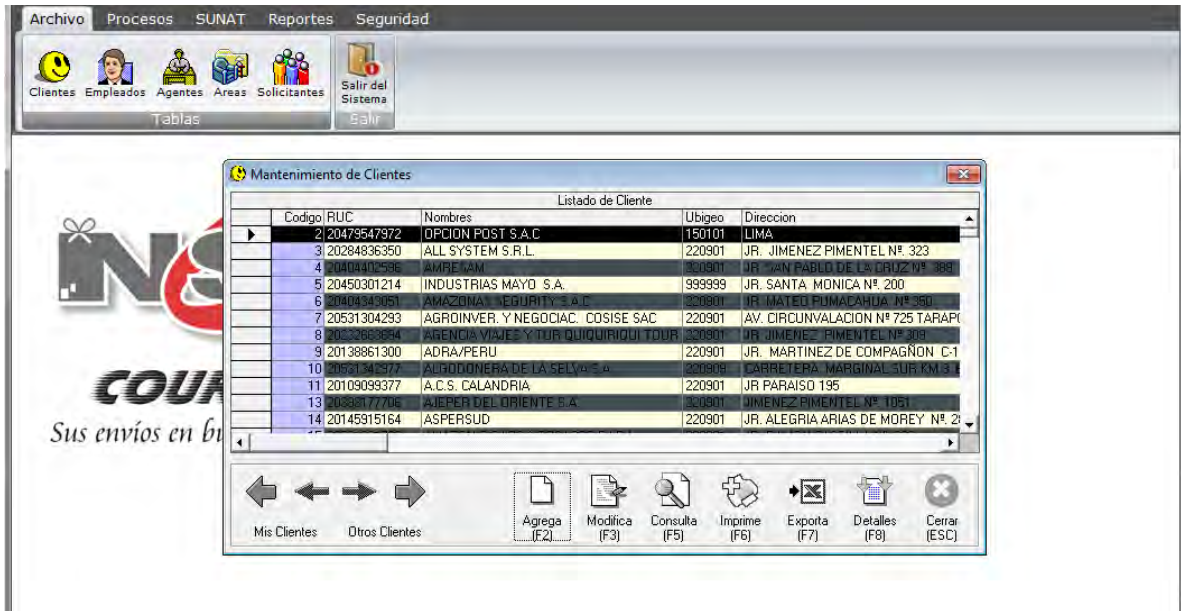 Archivo Procesos SUNAT Reportes Seguridad
Clientes Empleados Agentes Areas Solicitantes Salir del Sistema
Tablas Salir
Mantenimiento de Clientes
Listado de Cliente
Codigo RUC Nombres Ubigeo Direccion
2 20479547972 OPCION POST S.A.C 150101 LIMA
3 20284836350 ALL SYSTEM S.R.L. 220901 JR. JIMENEZ PIMENTEL Nº. 323
4 AMRESAM JR. SAN PABLO DE LA CRUZ Nº
5 20450301214 INDUSTRIAS MAYO S.A. 999999 JR. SANTA MONICA Nº. 200
6 20404343051 AMAZONAS SEGURITY S.A.C JR. MATEO PUMACAHUA Nº
7 20531304293 AGROINVER. Y NEGOCIAC. COSISE SAC 220901 AV. CIRCUNVALACION Nº 725 TARAP
8 AGENCIA VIAJES Y TUR QUIQUIRIQUI TOUR JR. JIMENEZ PIMENTEL Nº 309
9 20138861300 ADRA/PERU 220901 JR. MARTINEZ DE COMPAGÑON C-1
10 20531342977 ALGODONERA DE LA SELVA S.A. 220909 CARRETERA MARGINAL SUR KM.3
11 20109099377 A.C.S. CALANDRIA 220901 JR PARAISO 195
13 AJEPER DEL ORIENTE S.A JIMENEZ PIMENTEL Nº 1051
14 20145915164 ASPERSUD 220901 JR. ALEGRIA ARIAS DE MOREY Nº. 2
COU
Sus envíos en bu
Mis Clientes Otros Clientes
Agrega (F2) Modifica (F3) Consulta (F5) Imprime (F6) Exporta (F7) Detalles (F8) Cerrar (ESC)